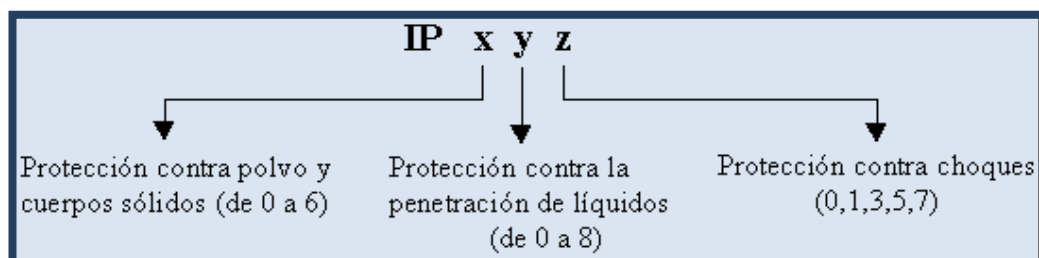 IP x y z
Protección contra polvo y
cuerpos sólidos (de 0 a 6)
Protección contra la
penetración de líquidos
(de 0 a 8)
Protección contra choques
(0,1,3,5,7)